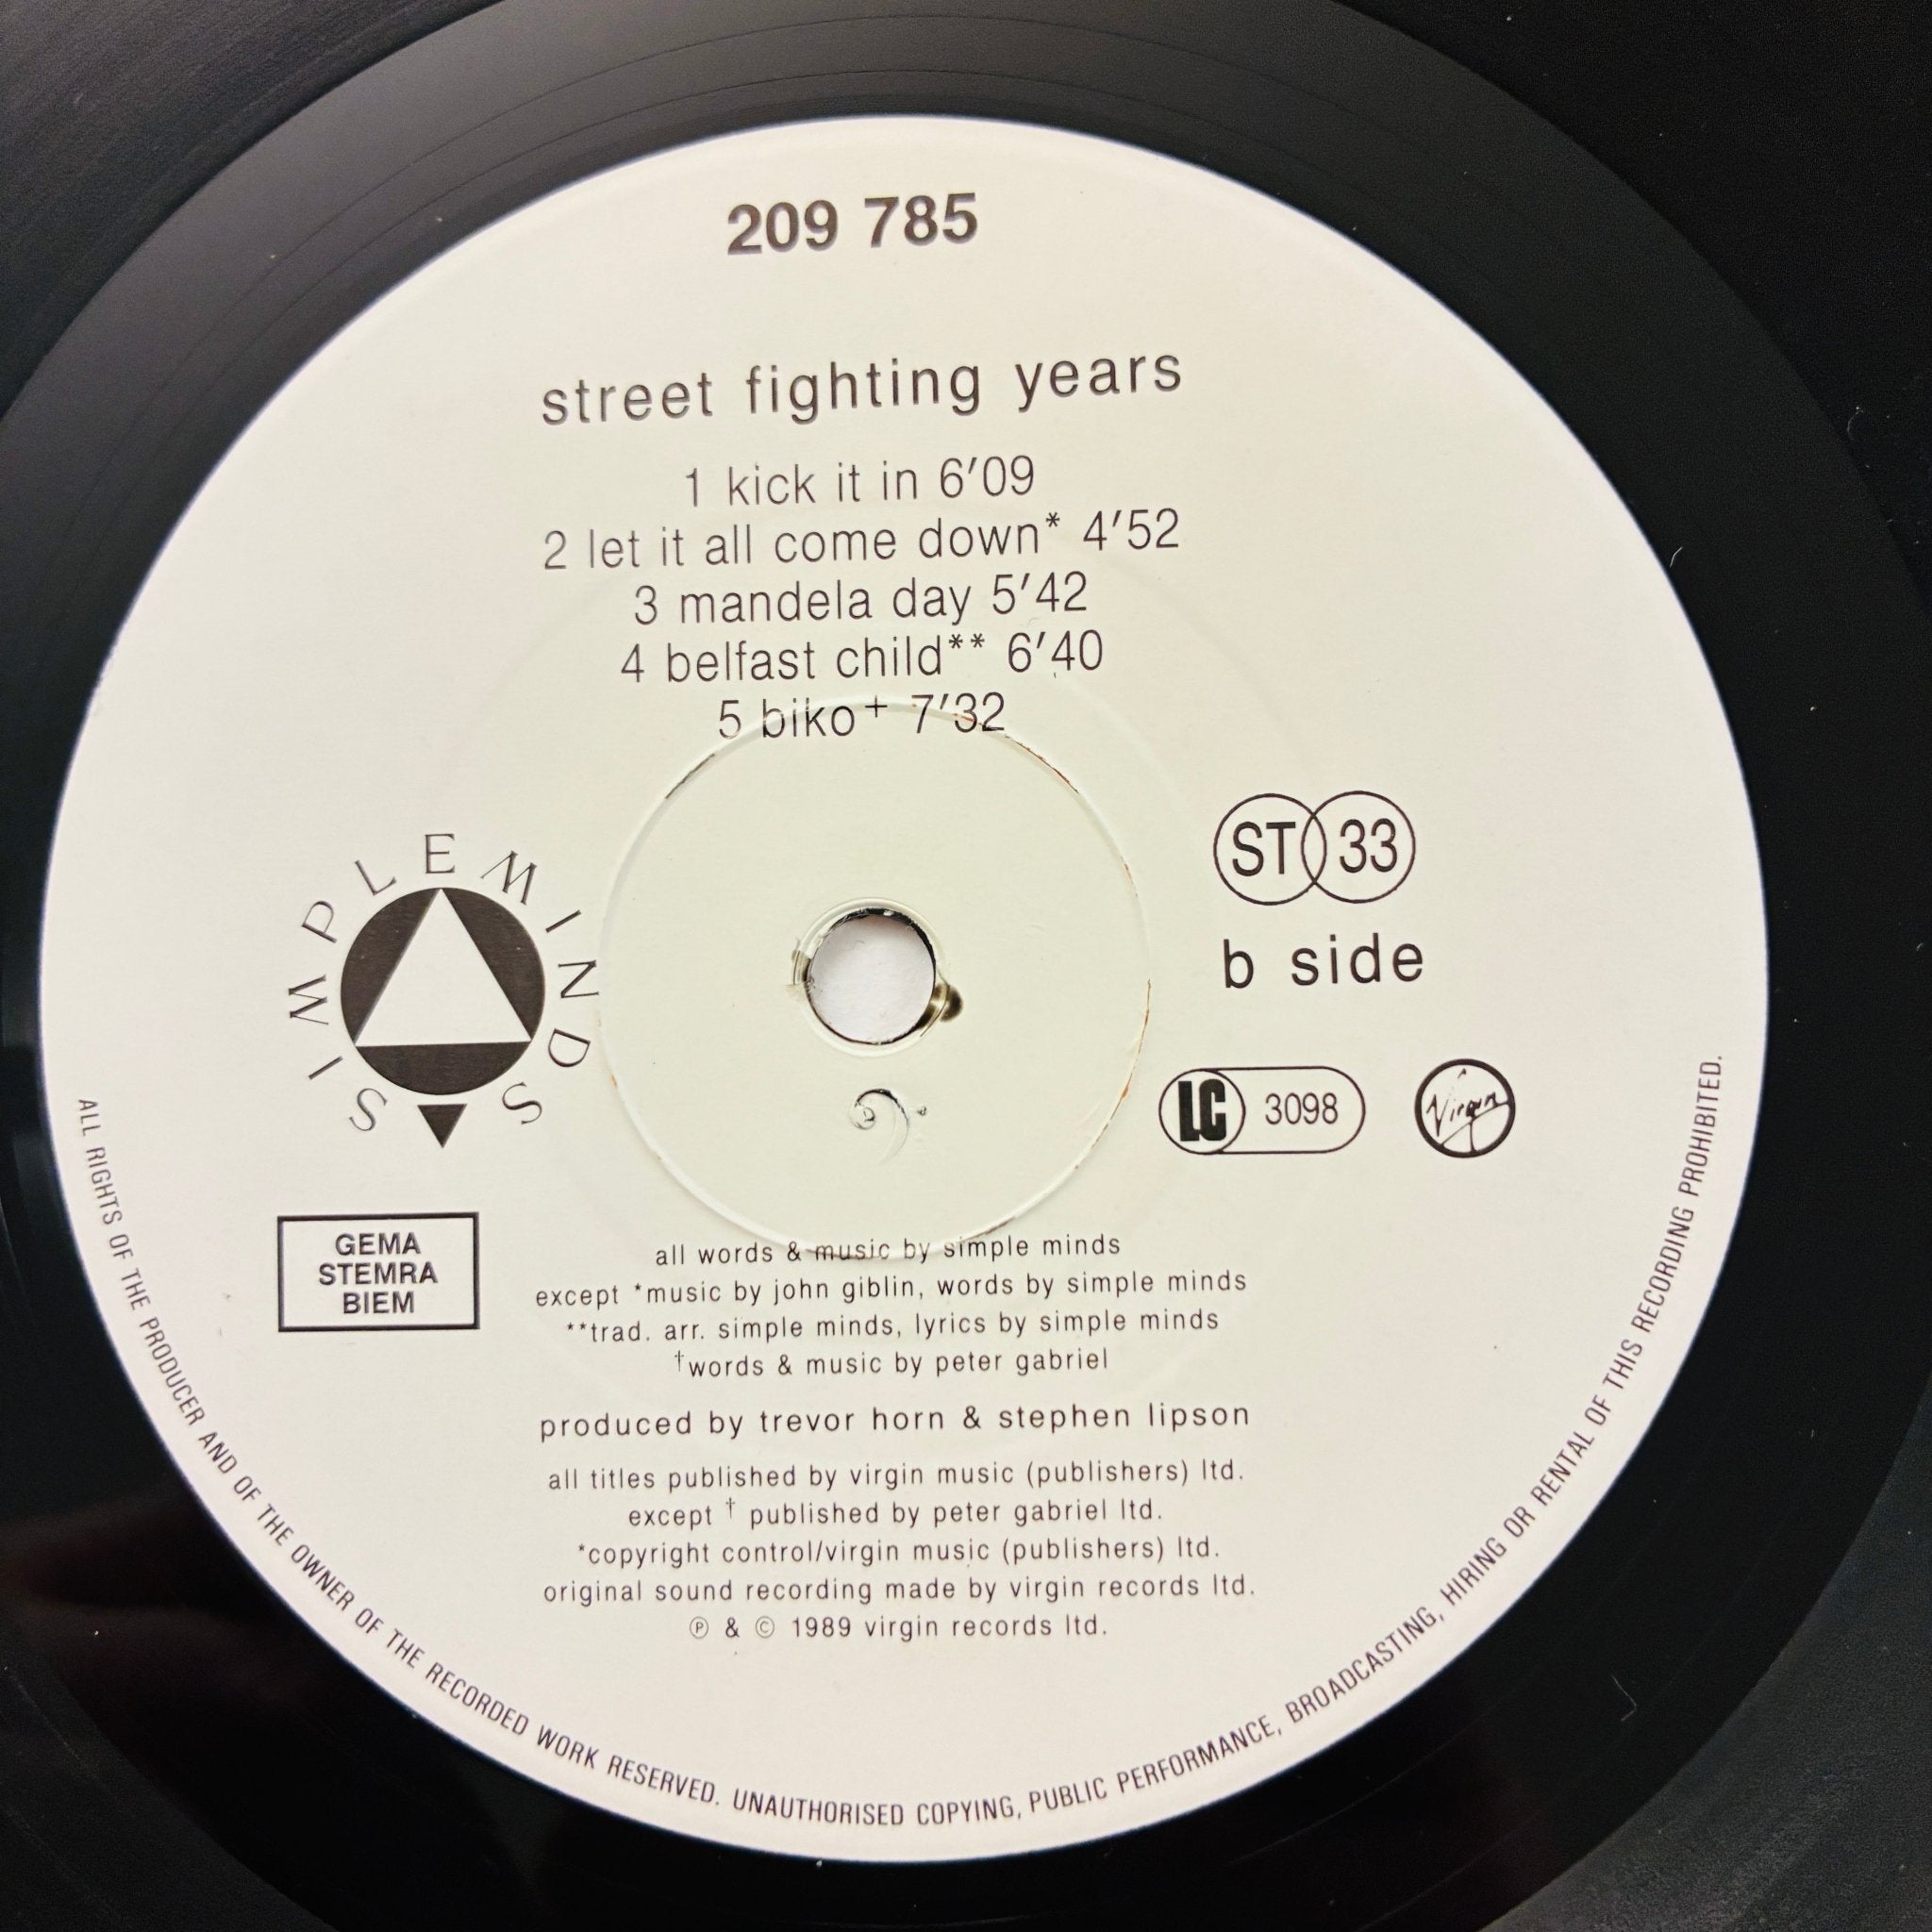 209 785
street fighting years
1 kick it in 6'09
2 let it all come down* 4'52
3 mandela day 5'42
4 belfast child** 6'40
5 biko+ 7'32
SIMPLE MINDS
ST 33
b side
LC 3098
Virgin
GEMA
STEMRA
BIEM
all words & music by simple minds
except *music by john giblin, words by simple minds
**trad. arr. simple minds, lyrics by simple minds
†words & music by peter gabriel
produced by trevor horn & stephen lipson
all titles published by virgin music (publishers) ltd.
except † published by peter gabriel ltd.
*copyright control/virgin music (publishers) ltd.
original sound recording made by virgin records ltd.
℗ & © 1989 virgin records ltd.
ALL RIGHTS OF THE PRODUCER AND OF THE OWNER OF THE RECORDED WORK RESERVED. UNAUTHORISED COPYING, PUBLIC PERFORMANCE, BROADCASTING, HIRING OR RENTAL OF THIS RECORDING PROHIBITED.